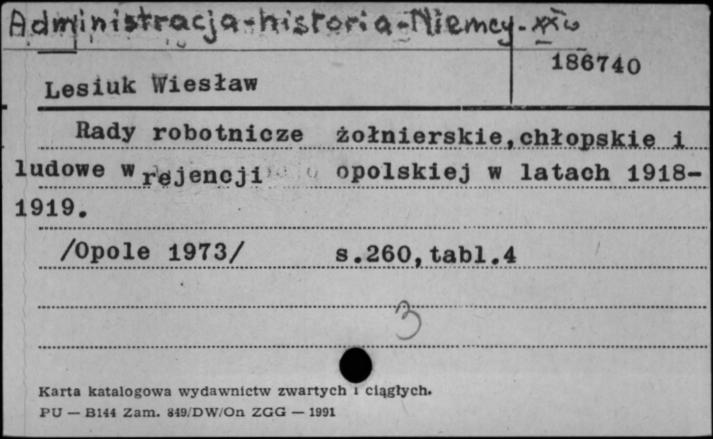 Administracja-historia-Niemcy-XXw
186740
Lesiuk Wiesław
Rady robotnicze żołnierskie,chłopskie i
ludowe w rejencji opolskiej w latach 1918-
1919.
/Opole 1973/ s.260,tabl.4
3
Karta katalogowa wydawnictw zwartych i ciągłych.
PU — B144 Zam. 849/DW/On ZGG — 1991